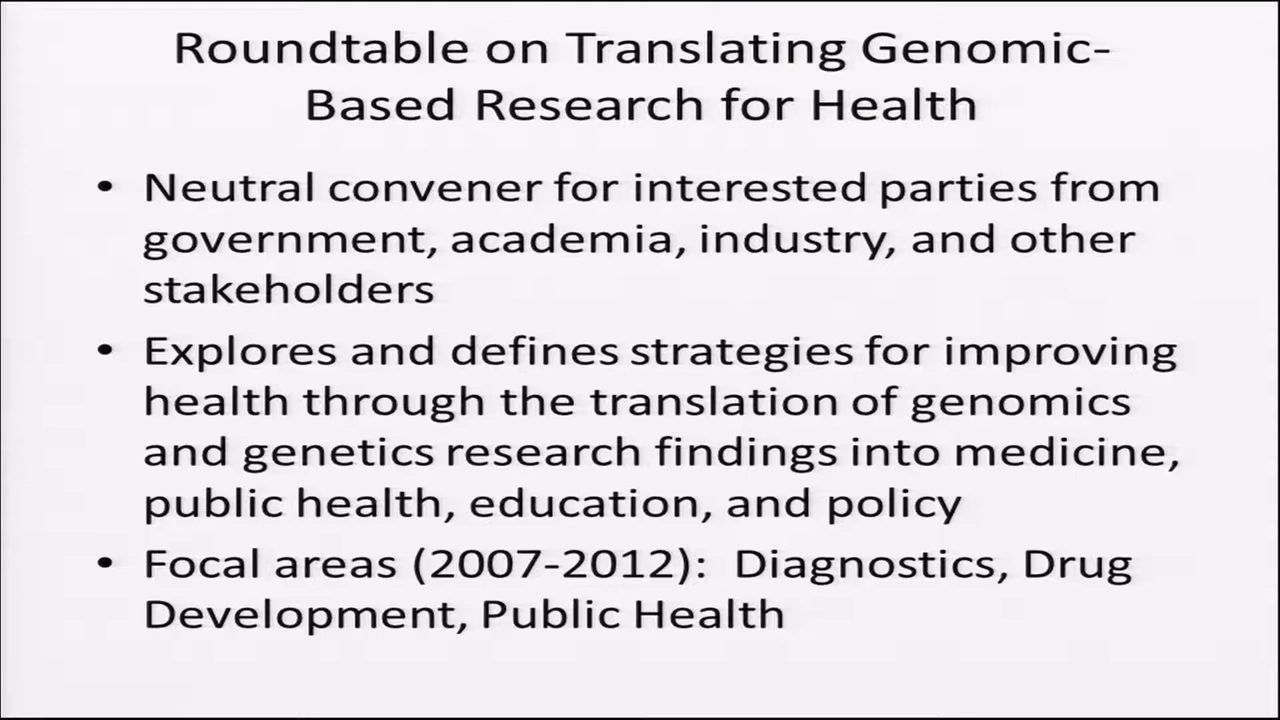 Roundtable on Translating Genomic-
Based Research for Health
• Neutral convener for interested parties from
government, academia, industry, and other
stakeholders
• Explores and defines strategies for improving
health through the translation of genomics
and genetics research findings into medicine,
public health, education, and policy
• Focal areas (2007-2012):  Diagnostics, Drug
Development, Public Health